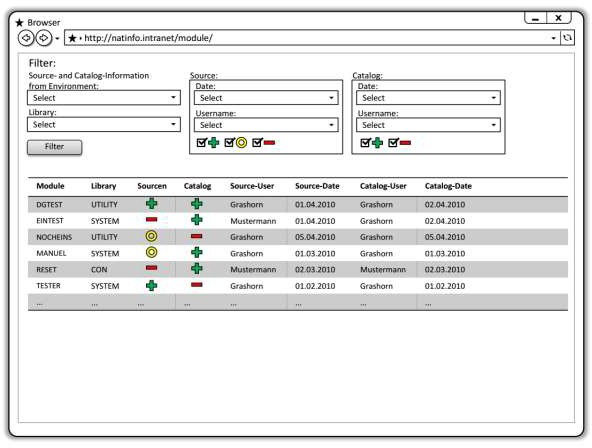 Browser
http://natinfo.intranet/module/
Filter:
Source- and Catalog-Information
from Environment:
Select
Library:
Select
Filter
Source:
Date:
Select
Username:
Select
Catalog:
Date:
Select
Username:
Select
Module Library Sourcen Catalog Source-User Source-Date Catalog-User Catalog-Date
DGTEST UTILITY Grashorn 01.04.2010 Grashorn 02.04.2010
EINTEST SYSTEM Mustermann 01.04.2010 Grashorn 02.04.2010
NOCHEINS UTILITY Grashorn 05.04.2010 Grashorn 05.04.2010
MANUEL SYSTEM Grashorn 01.03.2010 Grashorn 01.03.2010
RESET CON Mustermann 02.03.2010 Mustermann 02.03.2010
TESTER SYSTEM Grashorn 01.02.2010 Grashorn 01.02.2010
... ... ... ... ... ... ... ...